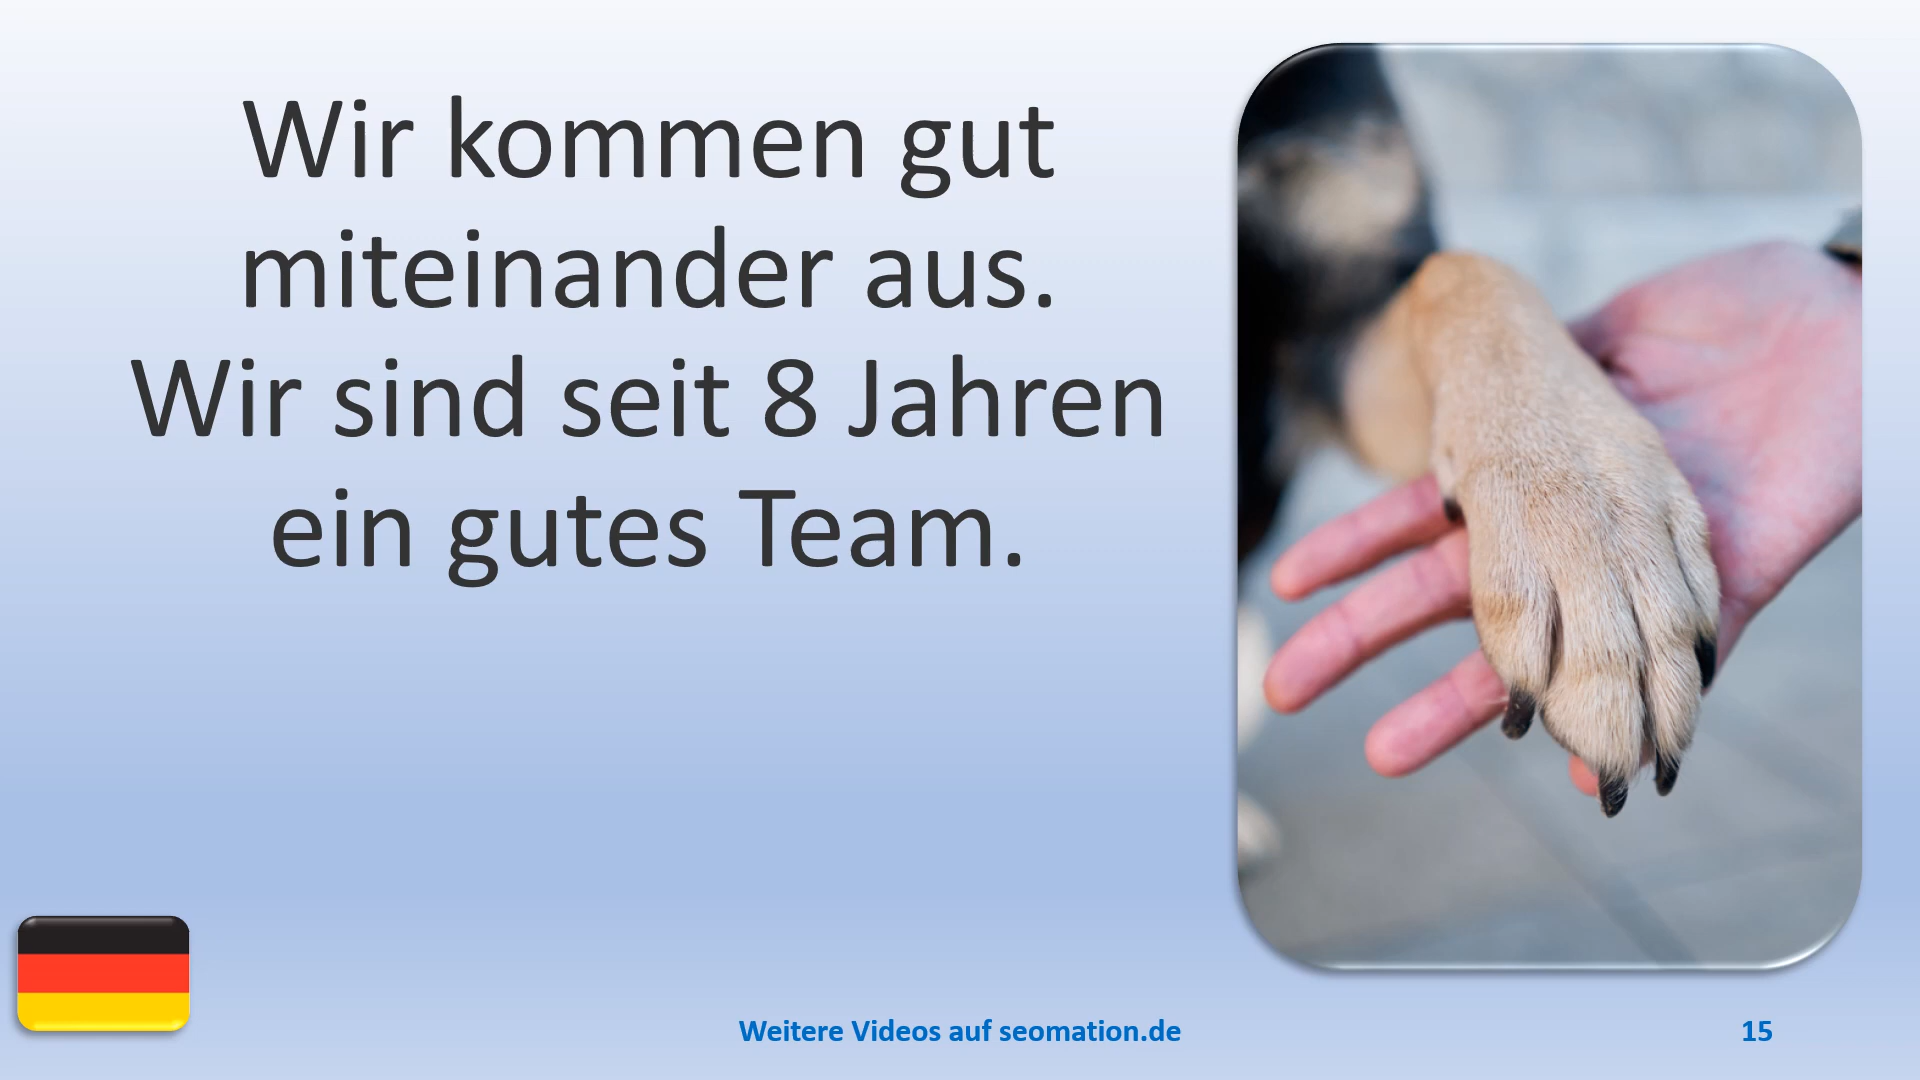 Wir kommen gut
miteinander aus.
Wir sind seit 8 Jahren
ein gutes Team.
Weitere Videos auf seomation.de
15